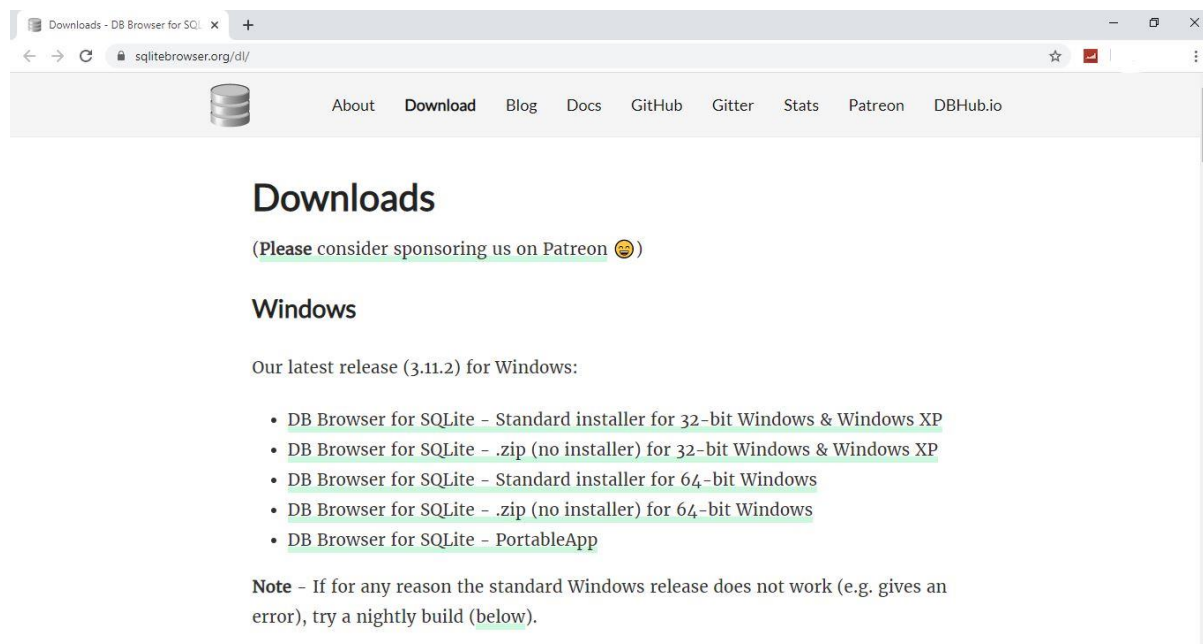 Downloads - DB Browser for SQL
sqlitebrowser.org/dl/
About Download Blog Docs GitHub Gitter Stats Patreon DBHub.io
Downloads
(Please consider sponsoring us on Patreon 😄)
Windows
Our latest release (3.11.2) for Windows:
• DB Browser for SQLite - Standard installer for 32-bit Windows & Windows XP
• DB Browser for SQLite - .zip (no installer) for 32-bit Windows & Windows XP
• DB Browser for SQLite - Standard installer for 64-bit Windows
• DB Browser for SQLite - .zip (no installer) for 64-bit Windows
• DB Browser for SQLite - PortableApp
Note - If for any reason the standard Windows release does not work (e.g. gives an
error), try a nightly build (below).